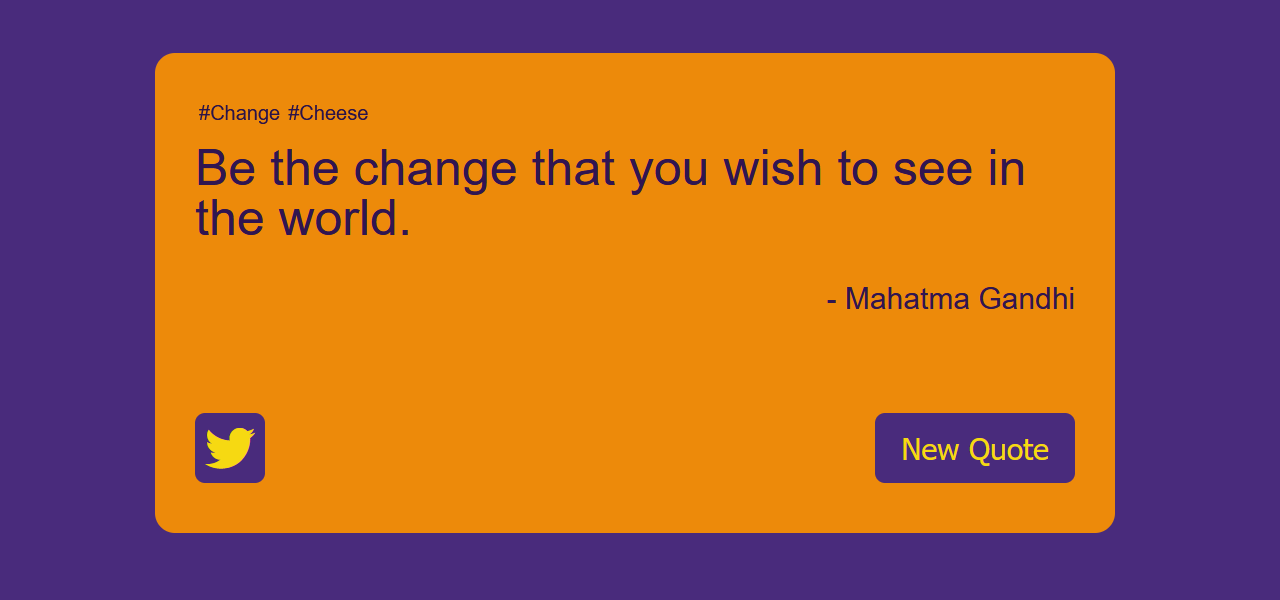 #Change #Cheese
Be the change that you wish to see in
the world.
- Mahatma Gandhi
New Quote